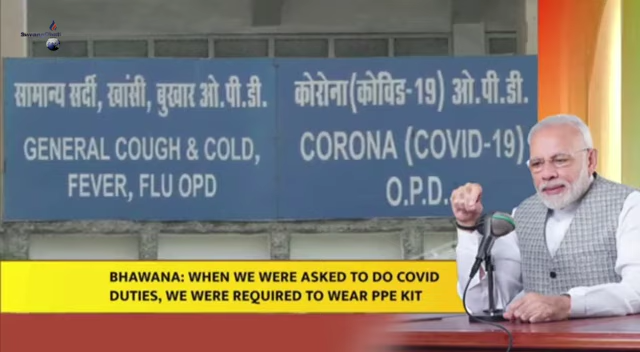 सामान्य सर्दी, खांसी, बुखार ओ.पी.डी.
GENERAL COUGH & COLD,
FEVER, FLU OPD
कोरोना (कोविड-19) ओ.पी.डी.
CORONA (COVID-19)
O.P.D.
BHAWANA: WHEN WE WERE ASKED TO DO COVID
DUTIES, WE WERE REQUIRED TO WEAR PPE KIT